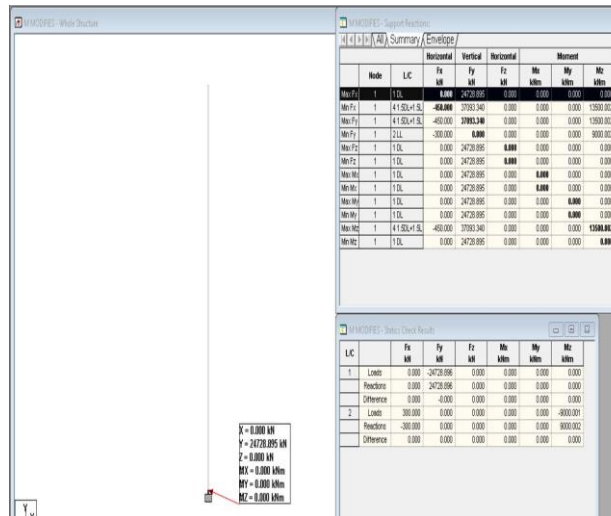 M'MODIFIES - Whole Structure
X = 0.000 kN
Y = 24728.895 kN
Z = 0.000 kN
MX = 0.000 kNm
MY = 0.000 kNm
MZ = 0.000 kNm
Y
M'MODIFIES - Support Reactions
All Summary Envelope
Horizontal Vertical Horizontal Moment
Node L/C Fx kN Fy kN Fz kN Mx kNm My kNm Mz kNm
Max Fx 1 1 DL 0.000 24728.895 0.000 0.000 0.000 0.000
Min Fx 1 4 1.5DL+1.5L -450.000 37093.340 0.000 0.000 0.000 13500.002
Max Fy 1 4 1.5DL+1.5L -450.000 37093.340 0.000 0.000 0.000 13500.002
Min Fy 1 2 LL -300.000 0.000 0.000 0.000 0.000 9000.002
Max Fz 1 1 DL 0.000 24728.895 0.000 0.000 0.000 0.000
Min Fz 1 1 DL 0.000 24728.895 0.000 0.000 0.000 0.000
Max Mx 1 1 DL 0.000 24728.895 0.000 0.000 0.000 0.000
Min Mx 1 1 DL 0.000 24728.895 0.000 0.000 0.000 0.000
Max My 1 1 DL 0.000 24728.895 0.000 0.000 0.000 0.000
Min My 1 1 DL 0.000 24728.895 0.000 0.000 0.000 0.000
Max Mz 1 4 1.5DL+1.5L -450.000 37093.340 0.000 0.000 0.000 13500.002
Min Mz 1 1 DL 0.000 24728.895 0.000 0.000 0.000 0.000
M'MODIFIES - Statics Check Results
L/C Fx kN Fy kN Fz kN Mx kNm My kNm Mz kNm
1 Loads 0.000 -24728.896 0.000 0.000 0.000 0.000
Reactions 0.000 24728.896 0.000 0.000 0.000 0.000
Difference 0.000 -0.000 0.000 0.000 0.000 0.000
2 Loads 300.000 0.000 0.000 0.000 0.000 -9000.001
Reactions -300.000 0.000 0.000 0.000 0.000 9000.002
Difference 0.000 0.000 0.000 0.000 0.000 0.000